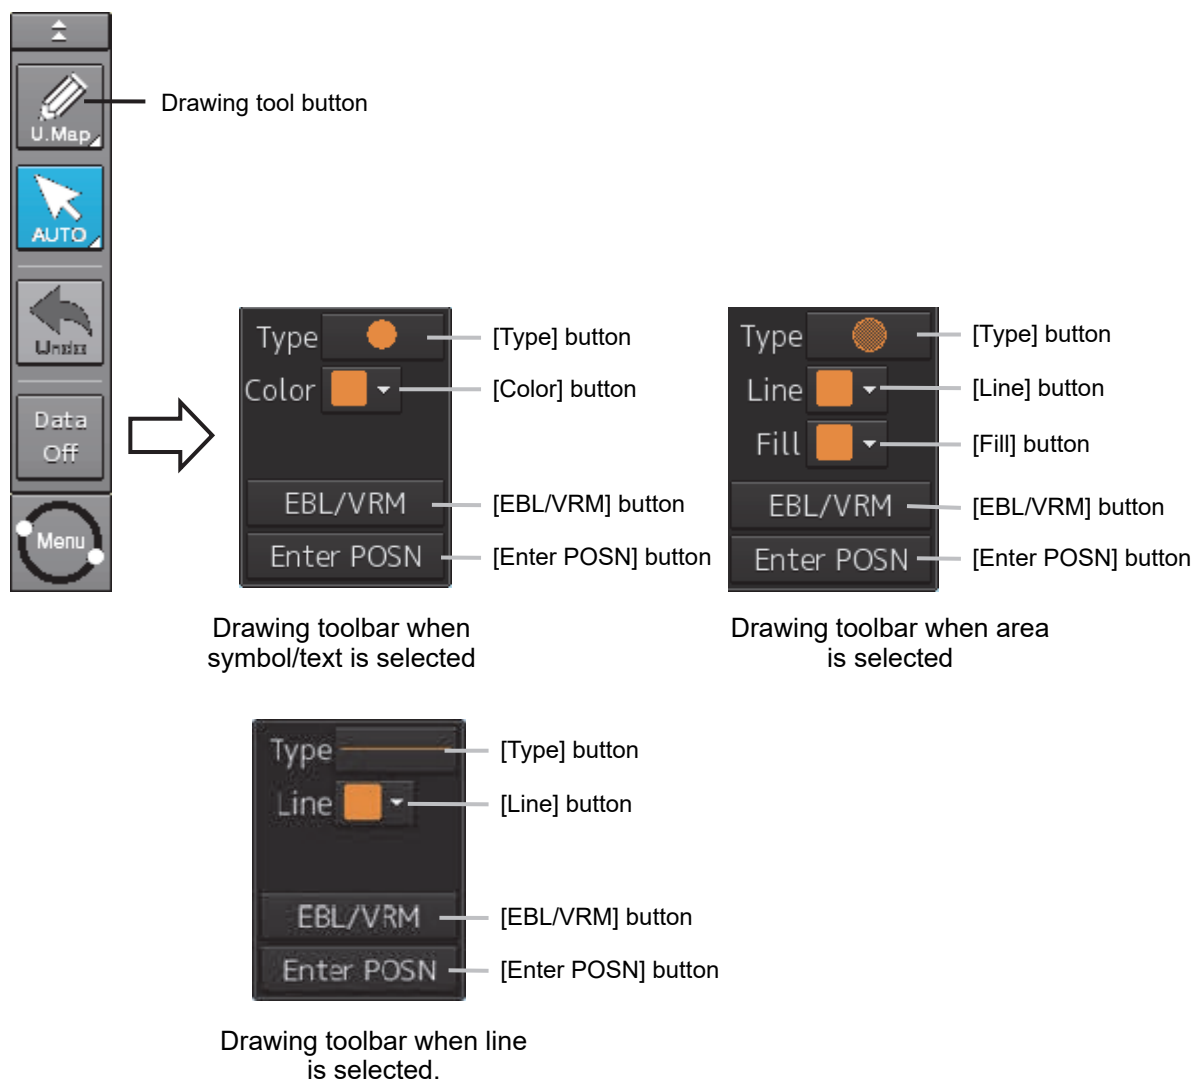 U.Map
Drawing tool button
AUTO
Undo
Data
Off
Menu
Type
[Type] button
Color
[Color] button
EBL/VRM
[EBL/VRM] button
Enter POSN
[Enter POSN] button
Drawing toolbar when
symbol/text is selected
Type
[Type] button
Line
[Line] button
Fill
[Fill] button
EBL/VRM
[EBL/VRM] button
Enter POSN
[Enter POSN] button
Drawing toolbar when area
is selected
Type
[Type] button
Line
[Line] button
EBL/VRM
[EBL/VRM] button
Enter POSN
[Enter POSN] button
Drawing toolbar when line
is selected.